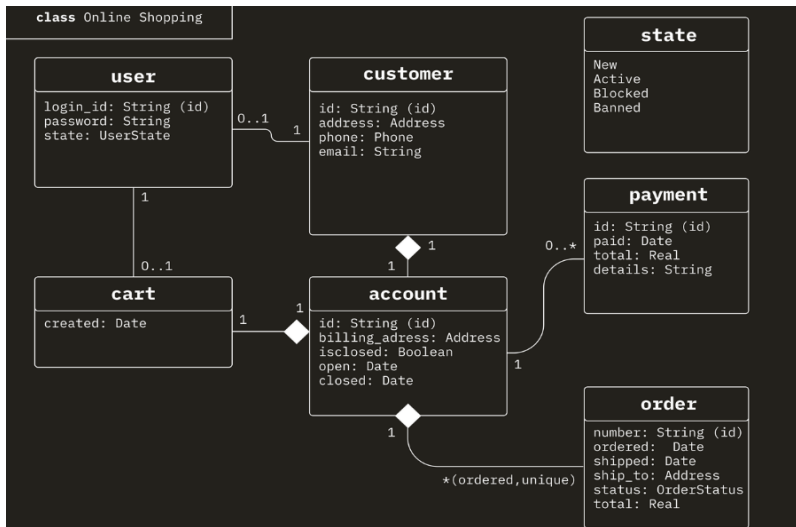 class Online Shopping
user
login_id: String (id)
password: String
state: UserState
0..1
1
customer
id: String (id)
address: Address
phone: Phone
email: String
state
New
Active
Blocked
Banned
1
0..1
1
1
payment
id: String (id)
paid: Date
total: Real
details: String
0..*
1
cart
created: Date
1
1
account
id: String (id)
billing_adress: Address
isclosed: Boolean
open: Date
closed: Date
1
*(ordered,unique)
order
number: String (id)
ordered:  Date
shipped: Date
ship_to: Address
status: OrderStatus
total: Real